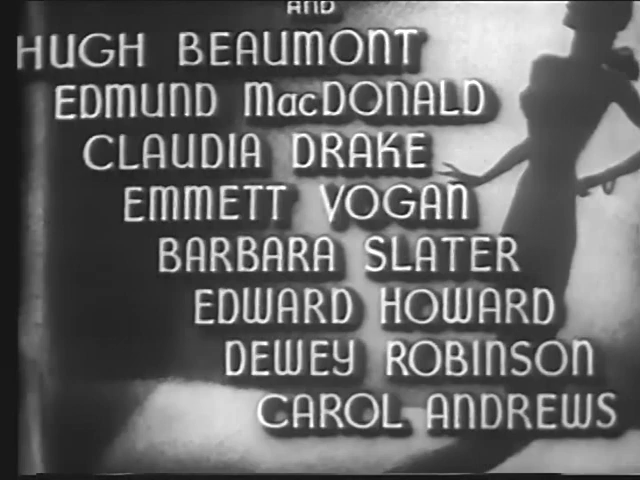 AND
HUGH BEAUMONT
EDMUND MacDONALD
CLAUDIA DRAKE
EMMETT VOGAN
BARBARA SLATER
EDWARD HOWARD
DEWEY ROBINSON
CAROL ANDREWS